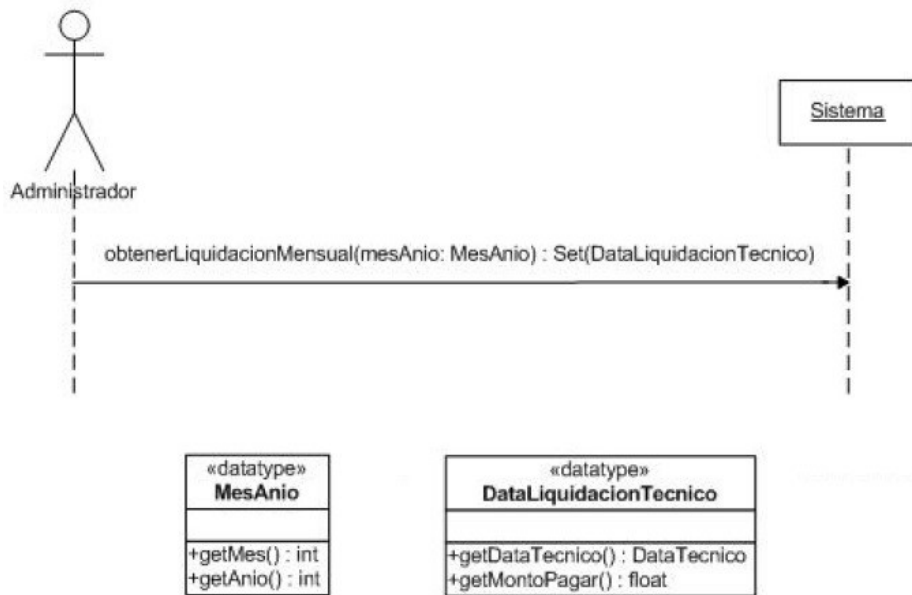 Sistema
Administrador
obtenerLiquidacionMensual(mesAnio: MesAnio) : Set(DataLiquidacionTecnico)
«datatype»
MesAnio
+getMes() : int
+getAnio() : int
«datatype»
DataLiquidacionTecnico
+getDataTecnico() : DataTecnico
+getMontoPagar() : float